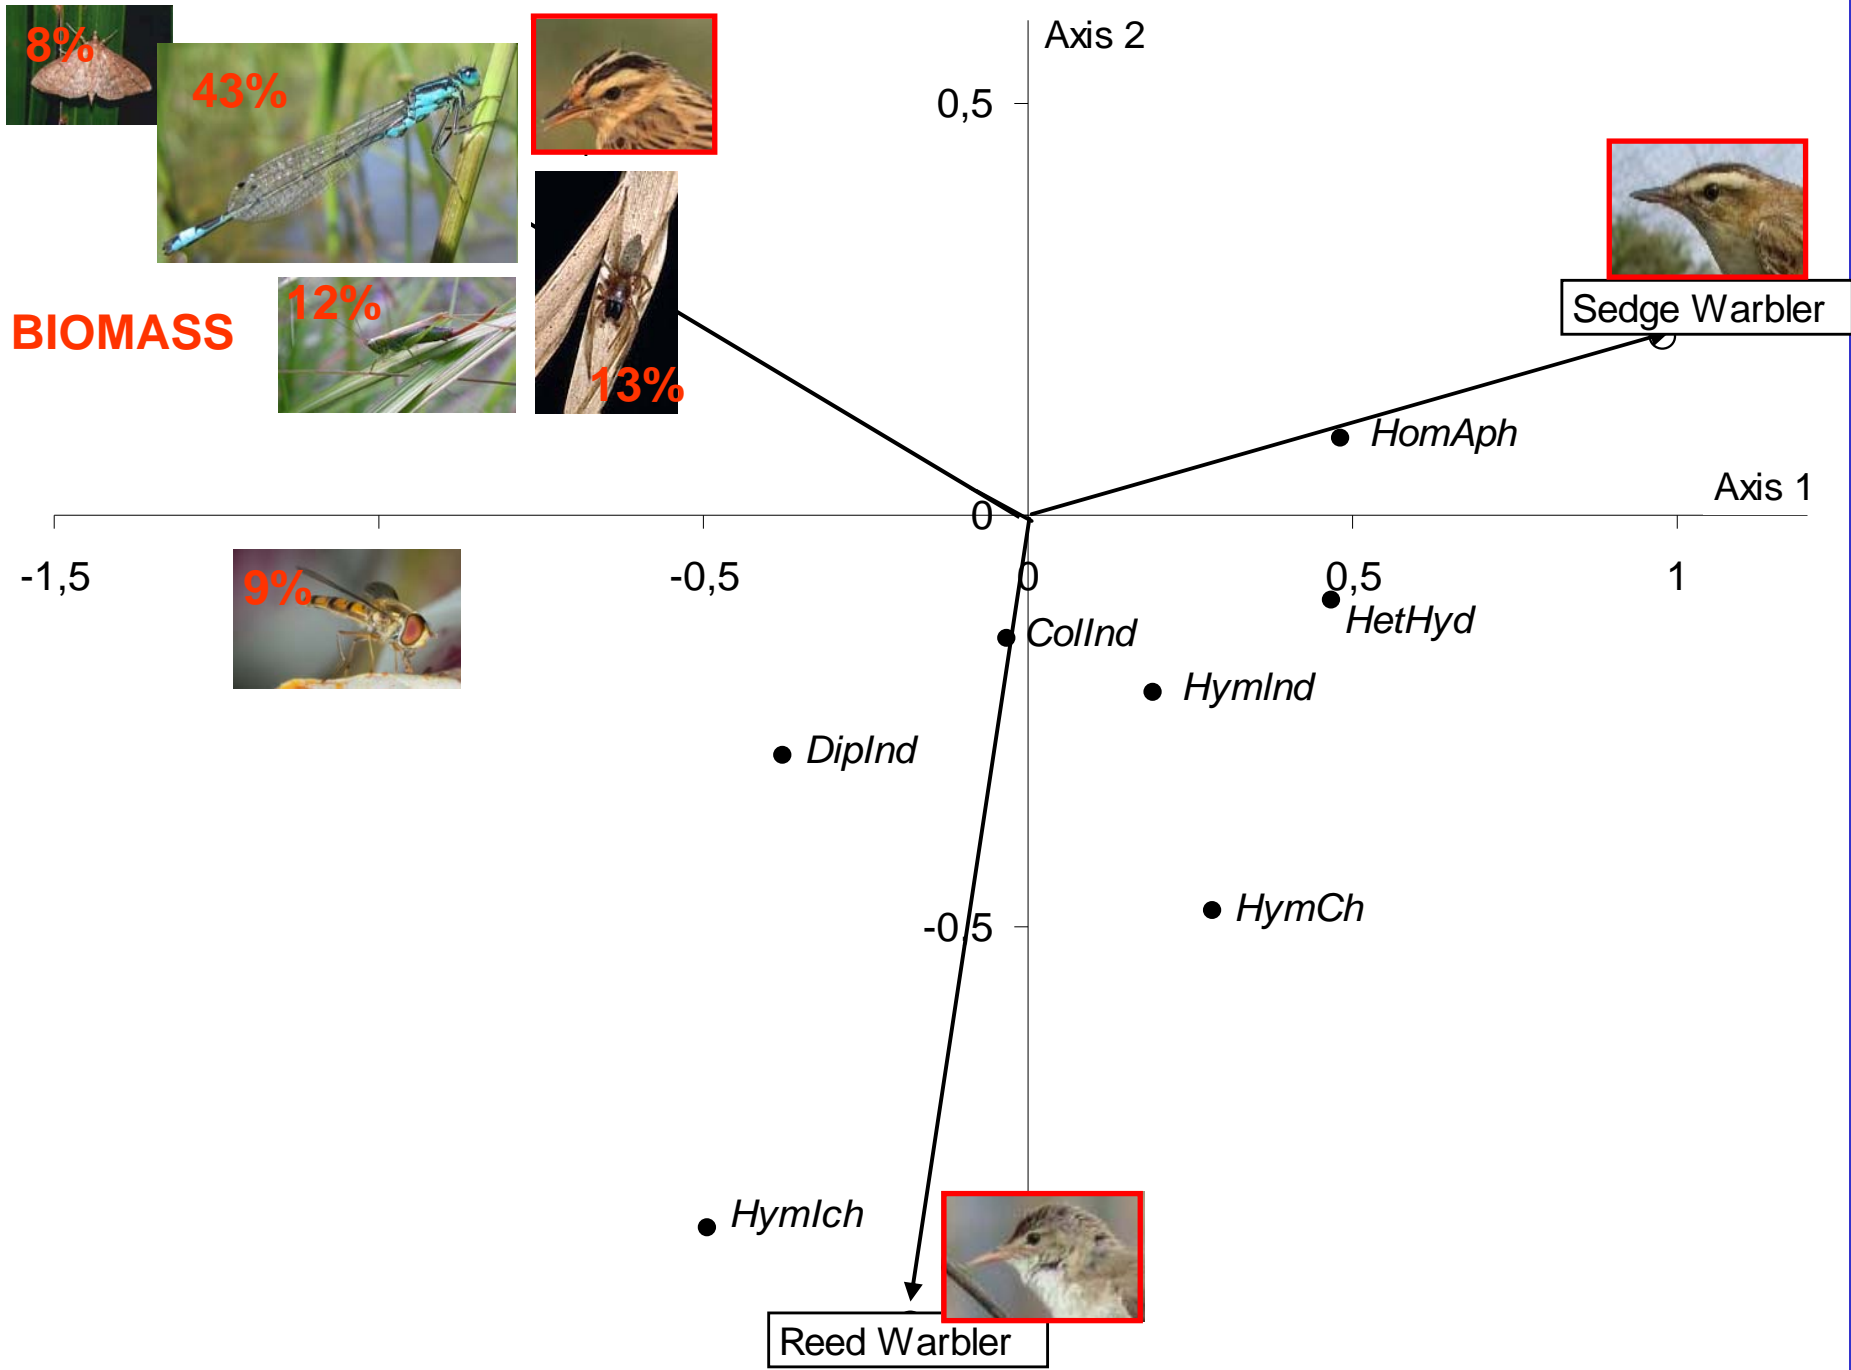 8%
43%
Axis 2
0,5
12%
BIOMASS
13%
Sedge Warbler
HomAph
Axis 1
0
-1,5
-0,5
0
0,5
1
9%
HetHyd
ColInd
HymInd
DipInd
HymCh
-0,5
HymIch
Reed Warbler